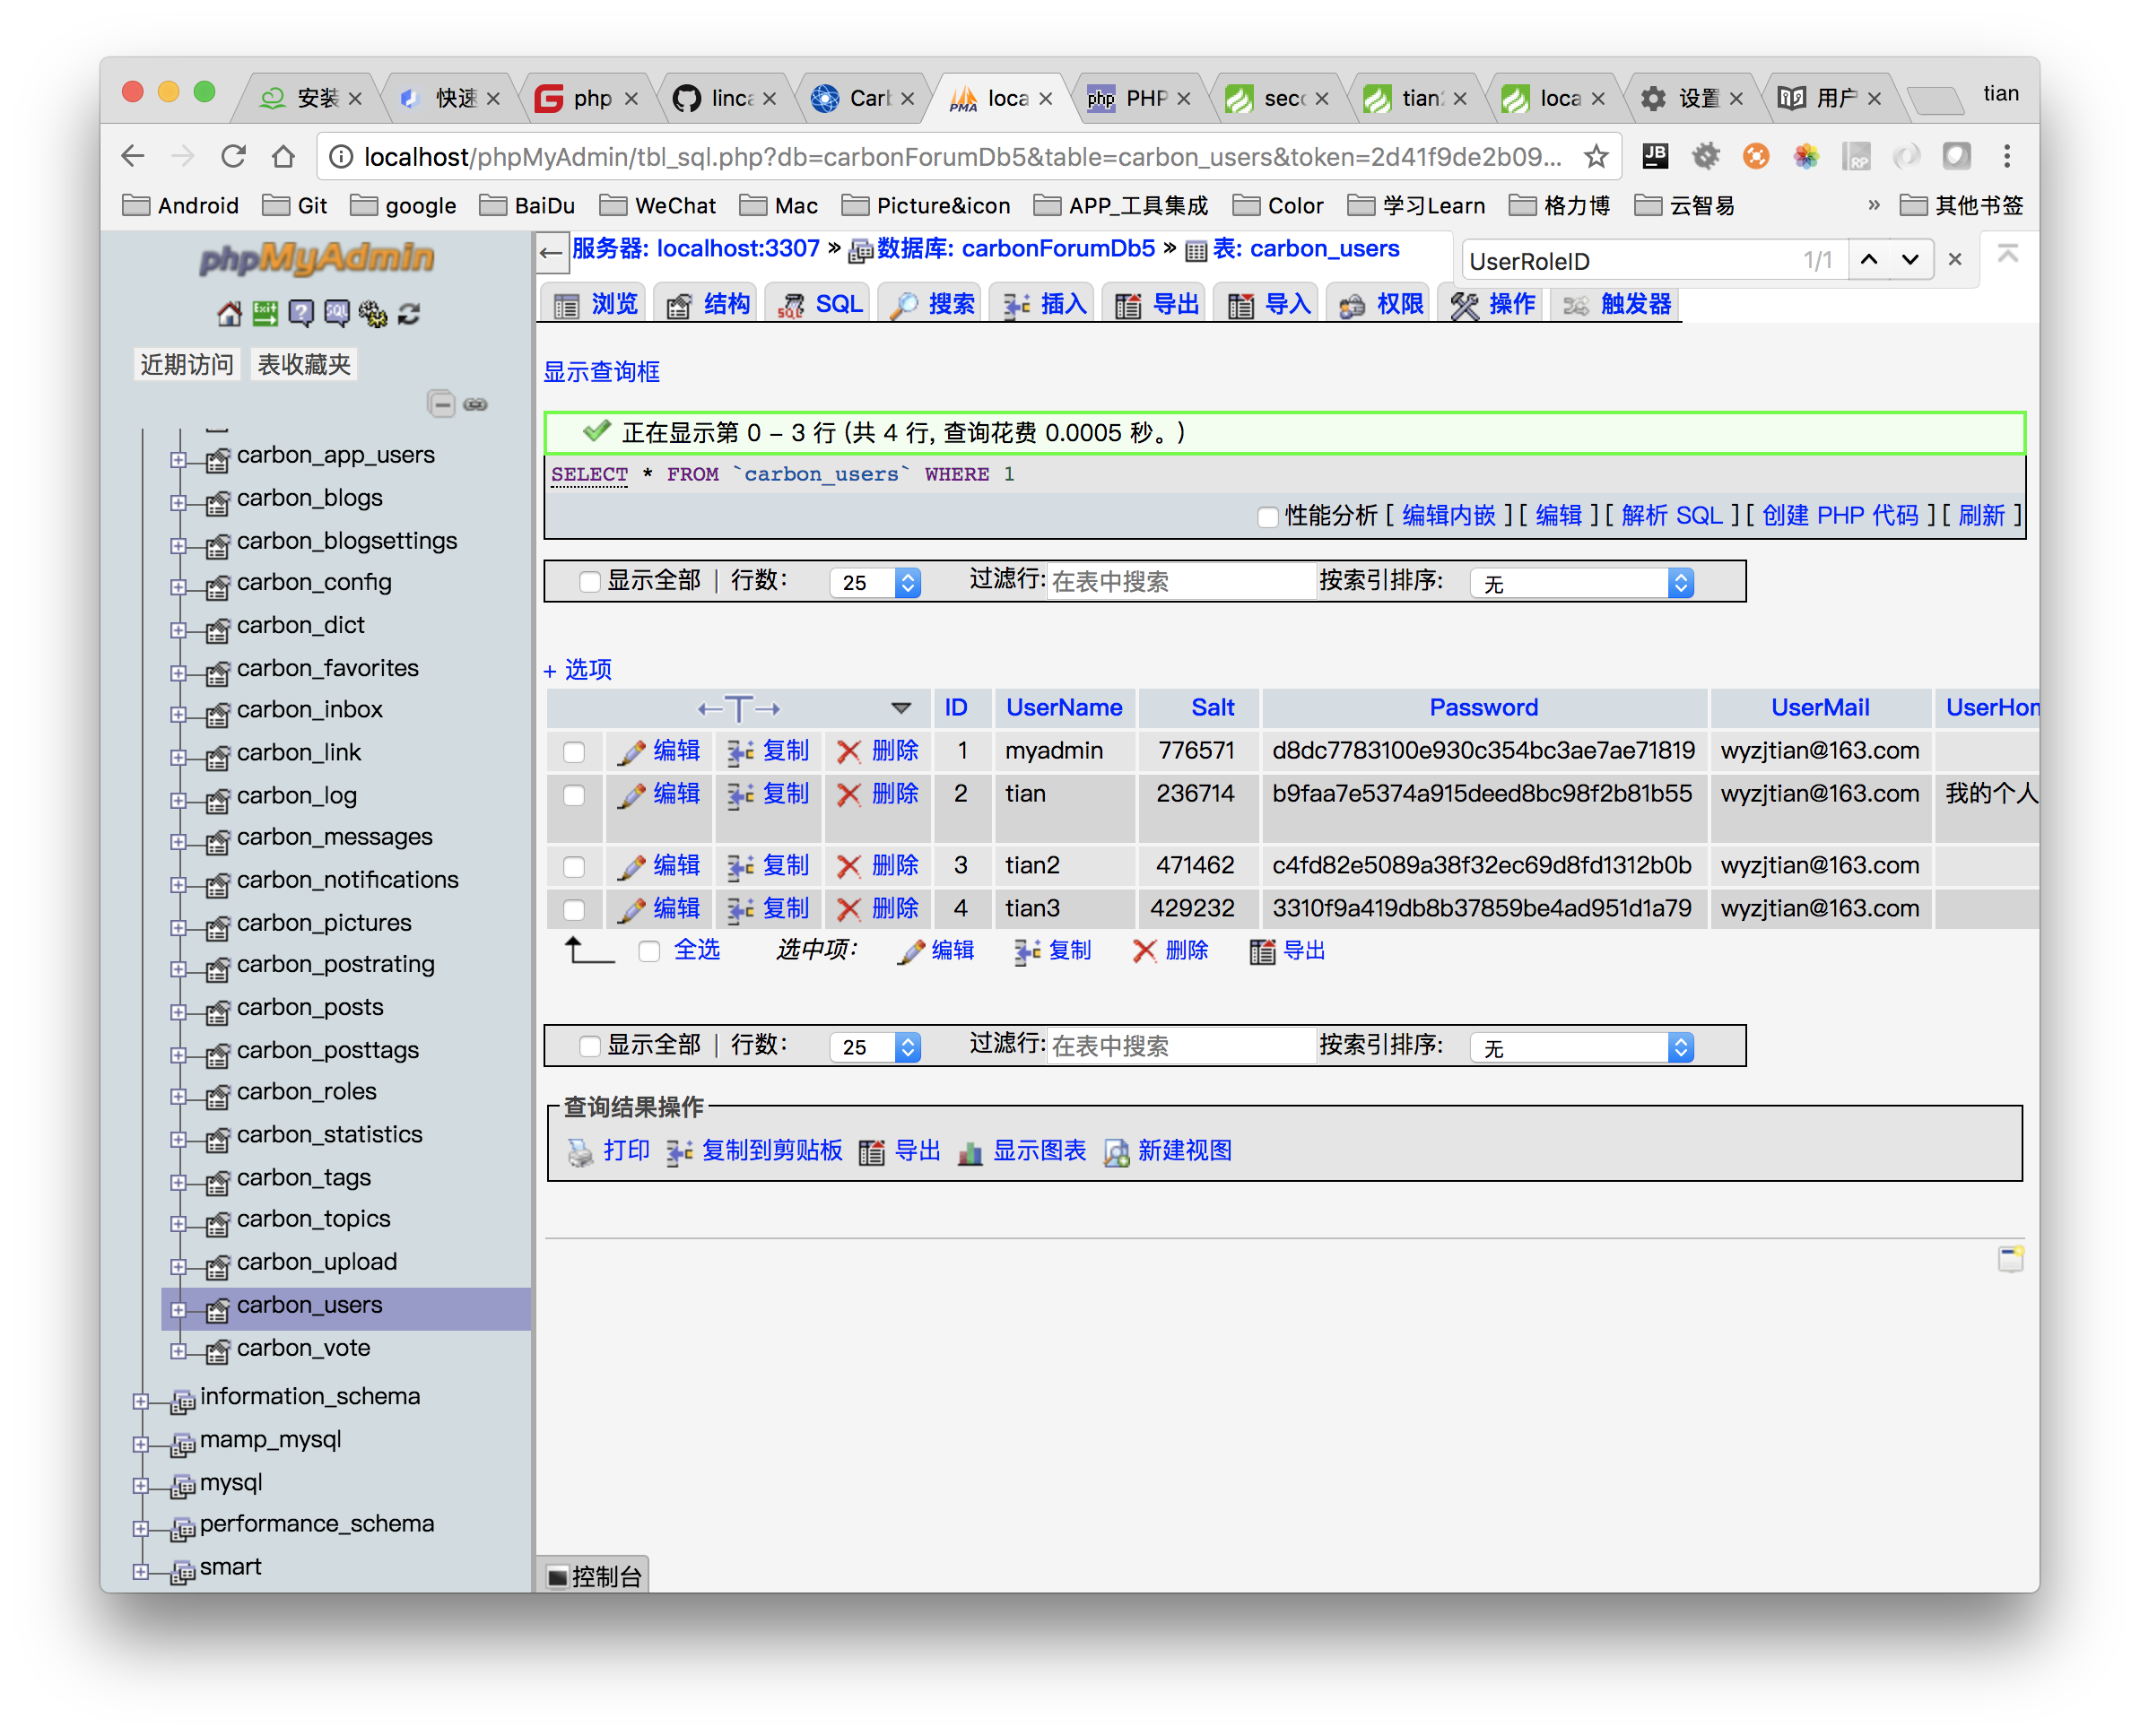 安装 快速 php linca Carb loca PHP secc tian2 loca 设置 用户 tian
localhost/phpMyAdmin/tbl_sql.php?db=carbonForumDb5&table=carbon_users&token=2d41f9de2b09...
Android Git google BaiDu WeChat Mac Picture&icon APP_工具集成 Color 学习Learn 格力博 云智易 » 其他书签
phpMyAdmin
近期访问 表收藏夹
carbon_app_users
carbon_blogs
carbon_blogsettings
carbon_config
carbon_dict
carbon_favorites
carbon_inbox
carbon_link
carbon_log
carbon_messages
carbon_notifications
carbon_pictures
carbon_postrating
carbon_posts
carbon_posttags
carbon_roles
carbon_statistics
carbon_tags
carbon_topics
carbon_upload
carbon_users
carbon_vote
information_schema
mamp_mysql
mysql
performance_schema
smart
服务器: localhost:3307 » 数据库: carbonForumDb5 » 表: carbon_users
UserRoleID 1/1
浏览 结构 SQL 搜索 插入 导出 导入 权限 操作 触发器
显示查询框
正在显示第 0 - 3 行 (共 4 行, 查询花费 0.0005 秒。)
SELECT * FROM `carbon_users` WHERE 1
性能分析 [ 编辑内嵌 ] [ 编辑 ] [ 解析 SQL ] [ 创建 PHP 代码 ] [ 刷新 ]
显示全部 | 行数: 25 过滤行: 在表中搜索 按索引排序: 无
+ 选项
ID UserName Salt Password UserMail UserHom
编辑 复制 删除 1 myadmin 776571 d8dc7783100e930c354bc3ae7ae71819 wyzjtian@163.com
编辑 复制 删除 2 tian 236714 b9faa7e5374a915deed8bc98f2b81b55 wyzjtian@163.com 我的个人
编辑 复制 删除 3 tian2 471462 c4fd82e5089a38f32ec69d8fd1312b0b wyzjtian@163.com
编辑 复制 删除 4 tian3 429232 3310f9a419db8b37859be4ad951d1a79 wyzjtian@163.com
全选 选中项: 编辑 复制 删除 导出
显示全部 | 行数: 25 过滤行: 在表中搜索 按索引排序: 无
查询结果操作
打印 复制到剪贴板 导出 显示图表 新建视图
控制台